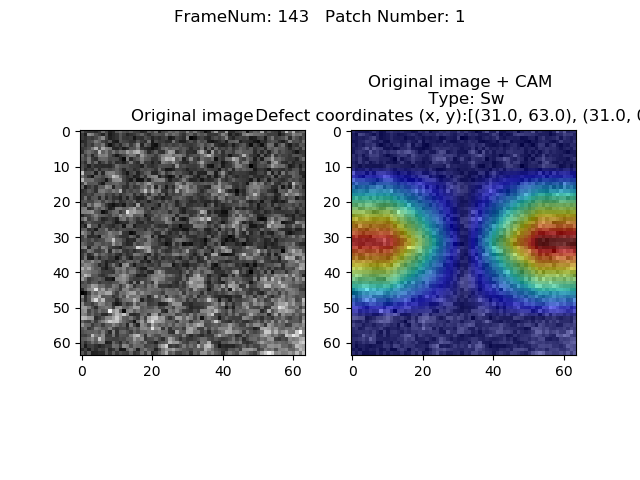 FrameNum: 143   Patch Number: 1
Original image + CAM
Type: Sw
Original image
Defect coordinates (x, y):[(31.0, 63.0), (31.0, 0
0
10
20
30
40
50
60
0 20 40 60
0
10
20
30
40
50
60
0 20 40 60